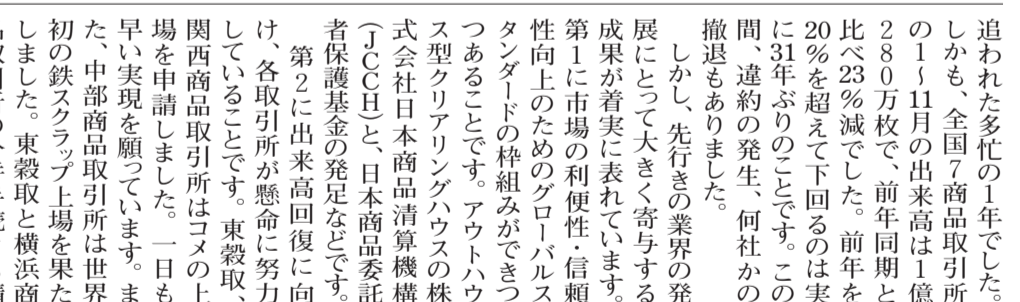 追われた多忙の1年でした。
しかも、全国7商品取引所
の1〜11月の出来高は1億
280万枚で、前年同期と
比べ23%減でした。前年を
20%を超えて下回るのは実
に31年ぶりのことです。この
間、違約の発生、何社かの
撤退もありました。
しかし、先行きの業界の発
展にとって大きく寄与する
成果が着実に表れています。
第1に市場の利便性・信頼
性向上のためのグローバルス
タンダードの枠組みができつ
つあることです。アウトハウ
ス型クリアリングハウスの株
式会社日本商品清算機構
(JCCH)と、日本商品委託
者保護基金の発足などです。
第2に出来高回復に向
け、各取引所が懸命に努力
していることです。東穀取、
関西商品取引所はコメの上
場を申請しました。一日も
早い実現を願っています。ま
た、中部商品取引所は世界
初の鉄スクラップ上場を果た
しました。東穀取と横浜商